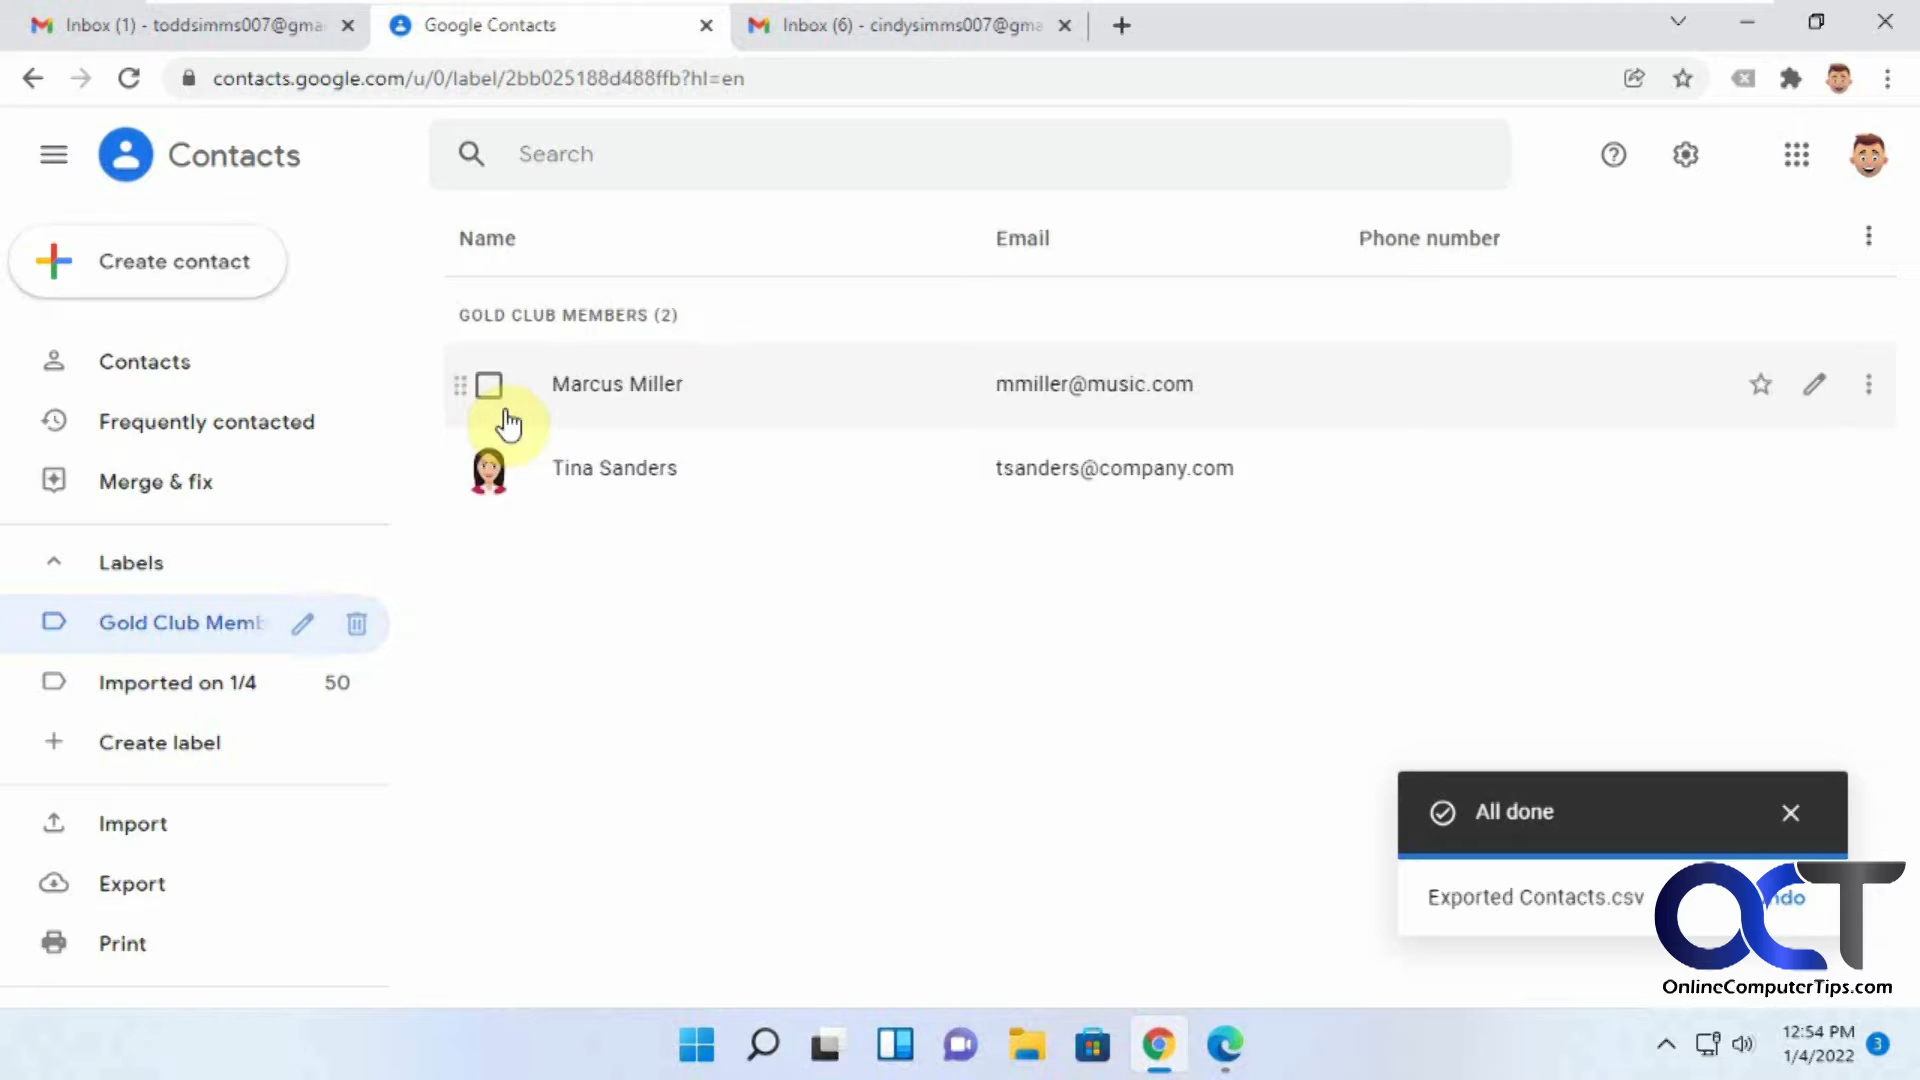 Inbox (1) - toddsimms007@gma
Google Contacts
Inbox (6) - cindysimms007@gma
contacts.google.com/u/0/label/2bb025188d488ffb?hl=en
Contacts
Search
Create contact
Name
Email
Phone number
GOLD CLUB MEMBERS (2)
Contacts
Marcus Miller
mmiller@music.com
Frequently contacted
Tina Sanders
tsanders@company.com
Merge & fix
Labels
Gold Club Memb
Imported on 1/4
50
Create label
Import
All done
Export
Exported Contacts.csv
ndo
Print
OCT
OnlineComputerTips.com
12:54 PM
1/4/2022
3